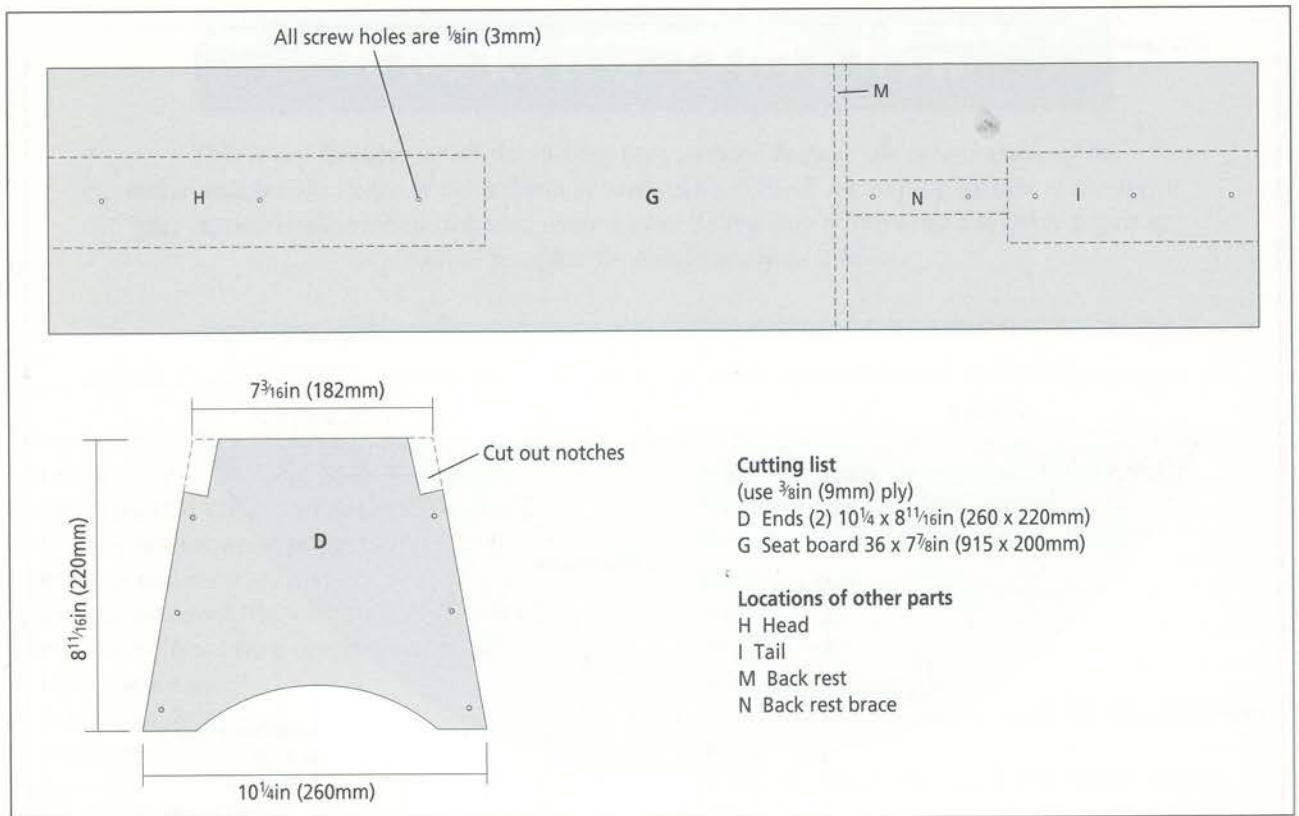 All screw holes are ⅛in (3mm)
M
H
G
N
I
7³⁄₁₆in (182mm)
Cut out notches
8¹¹⁄₁₆in (220mm)
D
10¼in (260mm)
Cutting list
(use ⅜in (9mm) ply)
D Ends (2) 10¼ x 8¹¹⁄₁₆in (260 x 220mm)
G Seat board 36 x 7⅞in (915 x 200mm)
Locations of other parts
H Head
I Tail
M Back rest
N Back rest brace